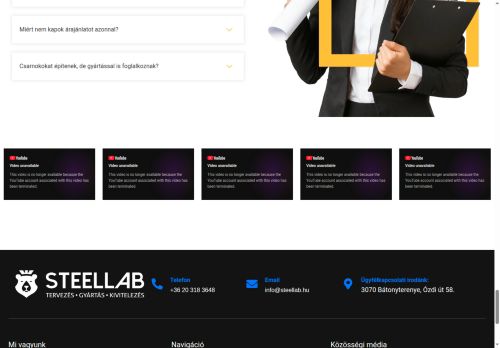 Miért nem kapok árajánlatot azonnal?
Csarnokokat építenek, de gyártással is foglalkoznak?
YouTube
Video unavailable
This video is no longer available because the
YouTube account associated with this video has
been terminated.
YouTube
Video unavailable
This video is no longer available because the
YouTube account associated with this video has
been terminated.
YouTube
Video unavailable
This video is no longer available because the
YouTube account associated with this video has
been terminated.
YouTube
Video unavailable
This video is no longer available because the
YouTube account associated with this video has
been terminated.
YouTube
Video unavailable
This video is no longer available because the
YouTube account associated with this video has
been terminated.
STEELLAB
TERVEZÉS • GYÁRTÁS • KIVITELEZÉS
Telefon
+36 20 318 3648
Email
info@steellab.hu
Ügyfélkapcsolati irodánk:
3070 Bátonyterenye, Ózdi út 58.
Mi vagyunk
Navigáció
Közösségi média